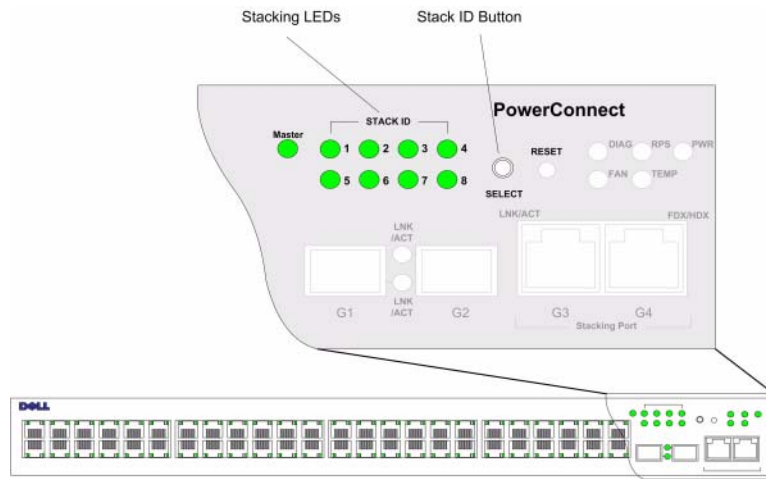 Stacking LEDs Stack ID Button
PowerConnect
STACK ID
Master
1 2 3 4
RESET
DIAG RPS PWR
5 6 7 8
SELECT
FAN TEMP
LNK/ACT FDX/HDX
LNK
/ACT
LNK
/ACT
G1 G2 G3 G4
Stacking Port
DELL